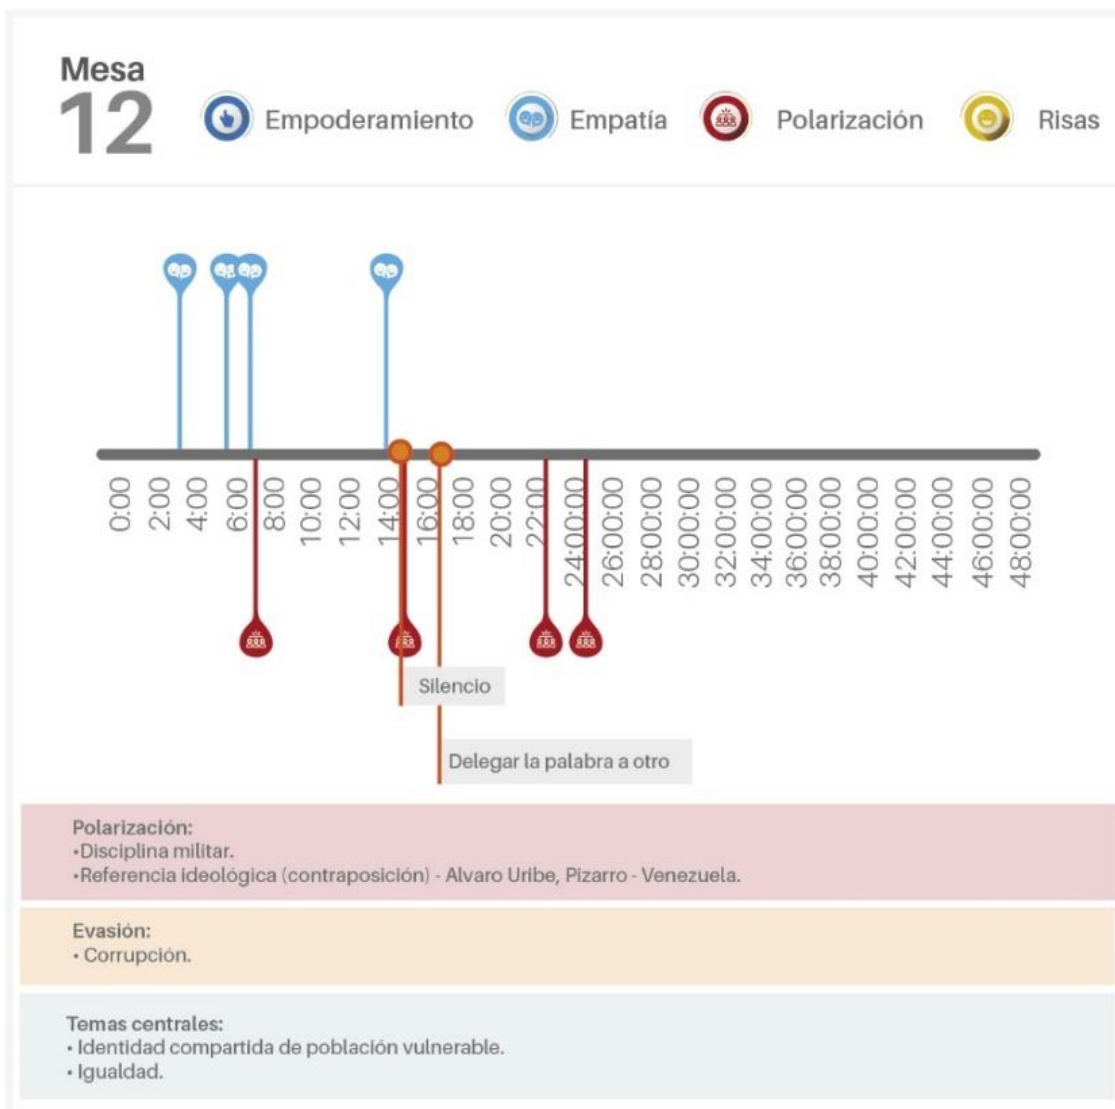 Mesa
12
Empoderamiento
Empatía
Polarización
Risas
0:00
2:00
4:00
6:00
8:00
10:00
12:00
14:00
16:00
18:00
20:00
22:00
24:00:00
26:00:00
28:00:00
30:00:00
32:00:00
34:00:00
36:00:00
38:00:00
40:00:00
42:00:00
44:00:00
46:00:00
48:00:00
Silencio
Delegar la palabra a otro
Polarización:
•Disciplina militar.
•Referencia ideológica (contraposición) - Alvaro Uribe, Pizarro - Venezuela.
Evasión:
• Corrupción.
Temas centrales:
• Identidad compartida de población vulnerable.
• Igualdad.